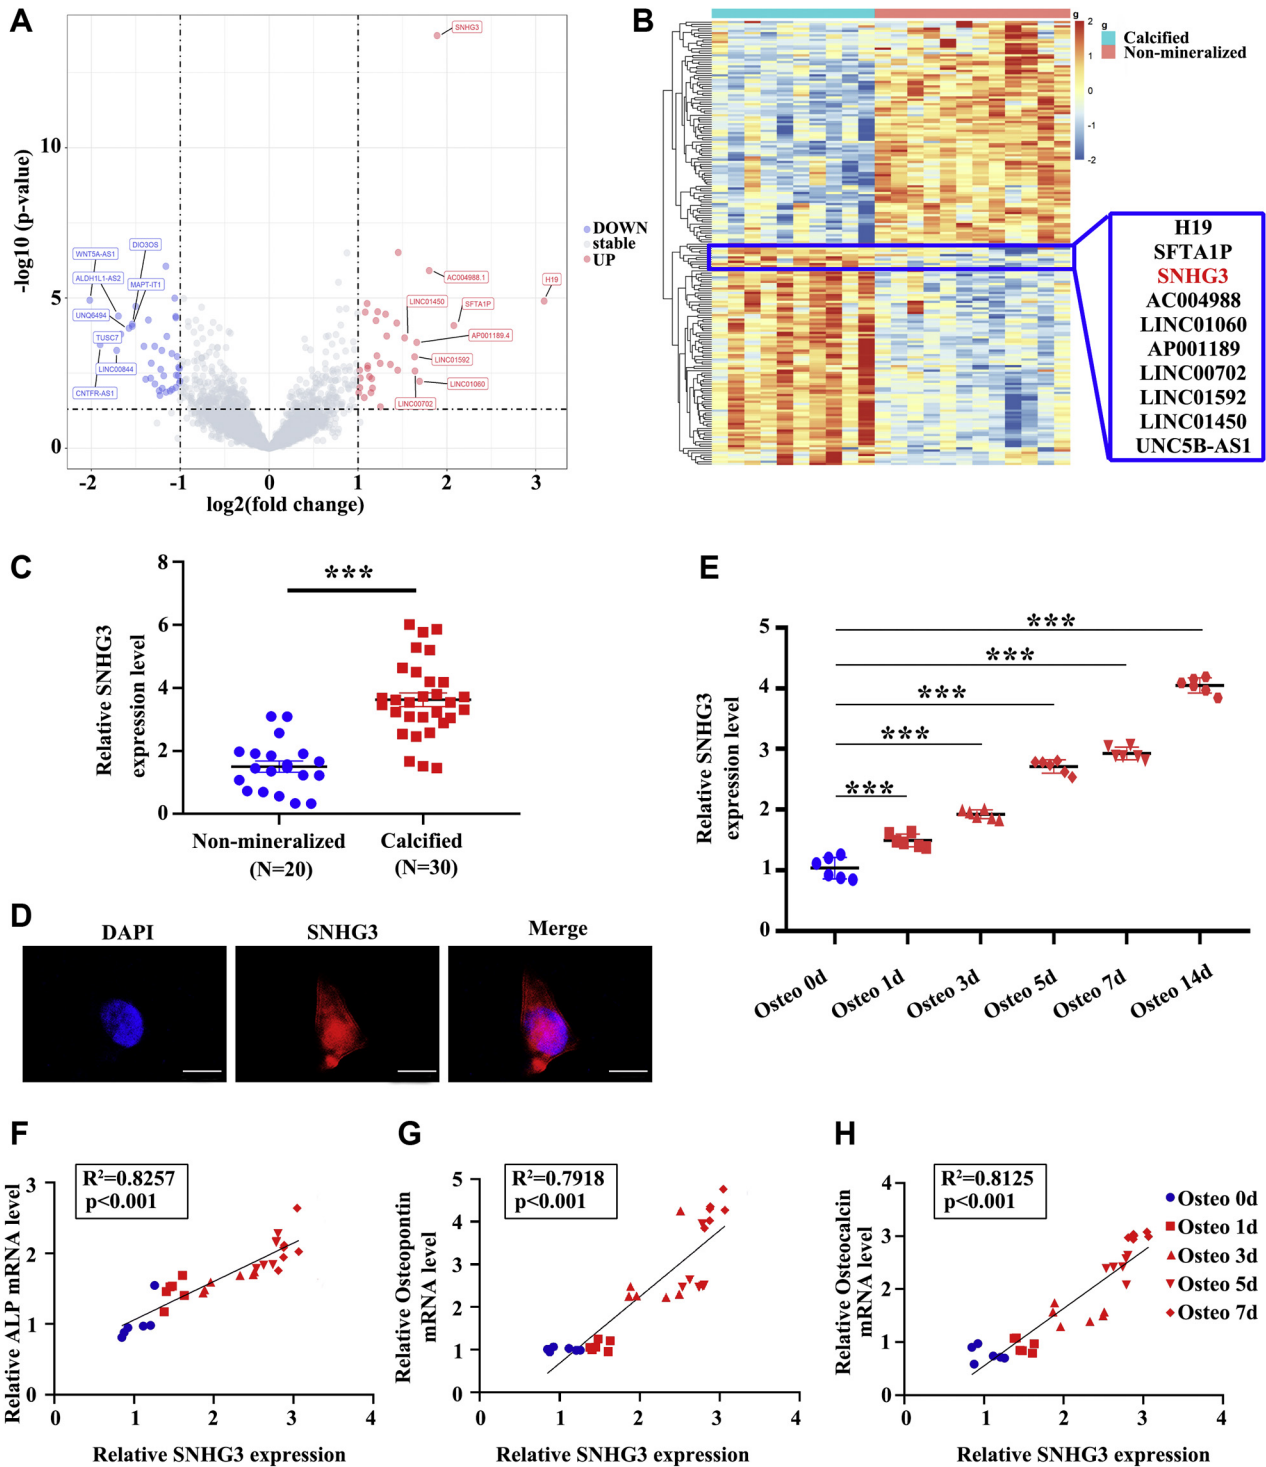 A
SNHG3
-log10 (p-value)
10
5
0
WNT5A-AS1
DIO3OS
ALDH1L1-AS2
MAPT-IT1
UNQ6494
TUSC7
LINC00844
CNTFR-AS1
AC004988.1
H19
LINC01450
SFTA1P
AP001189.4
LINC01592
LINC01060
LINC00702
DOWN
stable
UP
-2
-1
0
1
2
3
log2(fold change)
B
g
2
1
0
-1
-2
g
Calcified
Non-mineralized
H19
SFTA1P
SNHG3
AC004988
LINC01060
AP001189
LINC00702
LINC01592
LINC01450
UNC5B-AS1
C
Relative SNHG3
expression level
8
6
4
2
0
***
Non-mineralized
(N=20)
Calcified
(N=30)
E
Relative SNHG3
expression level
5
4
3
2
1
0
***
***
***
***
***
Osteo 0d
Osteo 1d
Osteo 3d
Osteo 5d
Osteo 7d
Osteo 14d
D
DAPI
SNHG3
Merge
F
R²=0.8257
p<0.001
Relative ALP mRNA level
3
2
1
0
0
1
2
3
4
Relative SNHG3 expression
G
R²=0.7918
p<0.001
Relative Osteopontin
mRNA level
5
4
3
2
1
0
0
1
2
3
4
Relative SNHG3 expression
H
R²=0.8125
p<0.001
Relative Osteocalcin
mRNA level
4
3
2
1
0
0
1
2
3
4
Relative SNHG3 expression
Osteo 0d
Osteo 1d
Osteo 3d
Osteo 5d
Osteo 7d